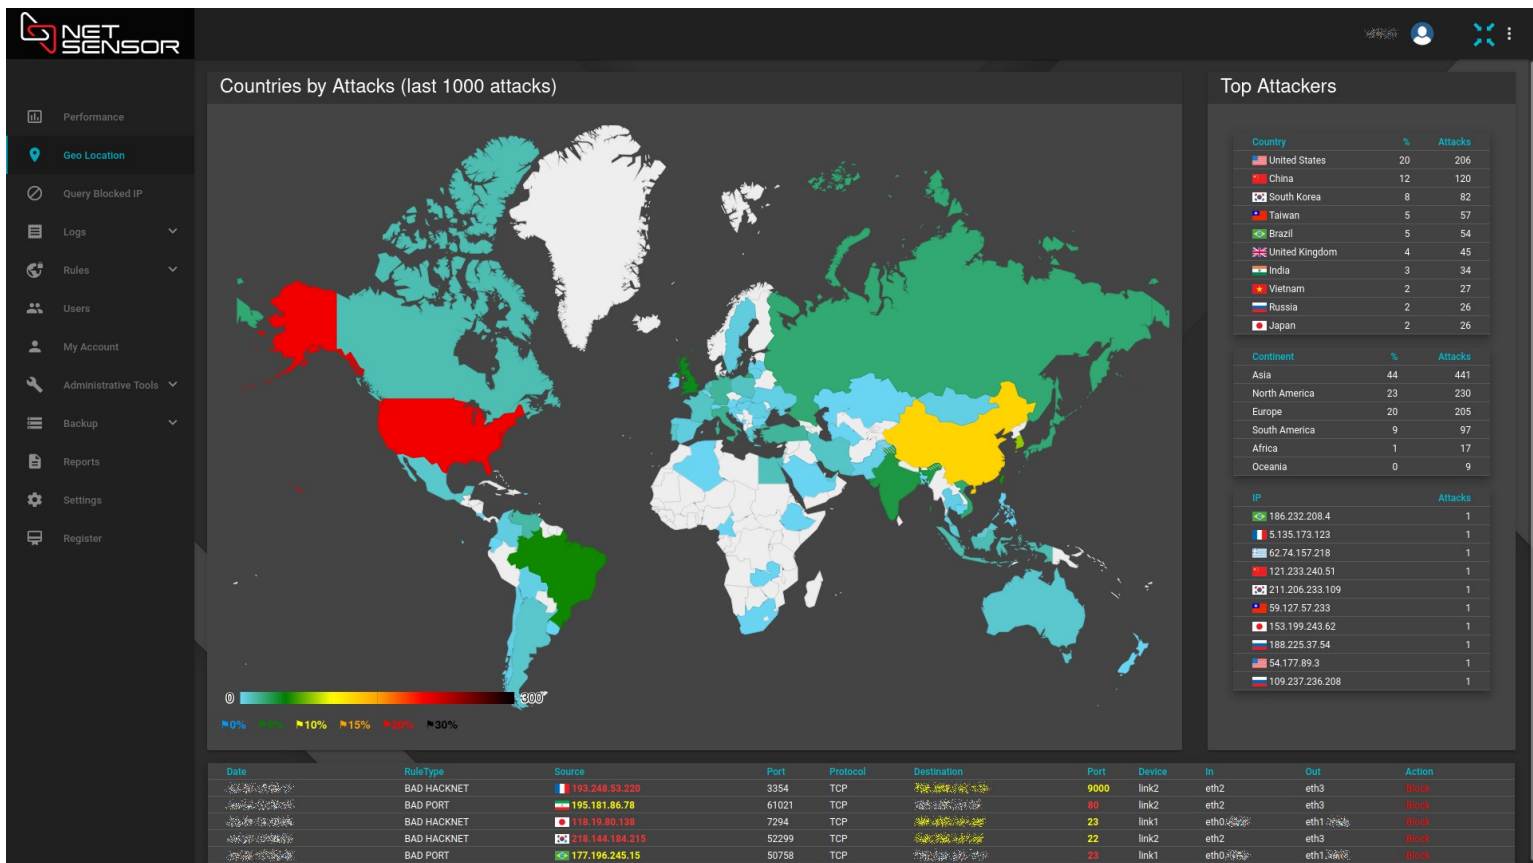 NET
SENSOR
Performance
Geo Location
Query Blocked IP
Logs
Rules
Users
My Account
Administrative Tools
Backup
Reports
Settings
Register
Countries by Attacks (last 1000 attacks)
0 300
0% 5% 10% 15% 20% 30%
Top Attackers
Country % Attacks
United States 20 206
China 12 120
South Korea 8 82
Taiwan 5 57
Brazil 5 54
United Kingdom 4 45
India 3 34
Vietnam 2 27
Russia 2 26
Japan 2 26
Continent % Attacks
Asia 44 441
North America 23 230
Europe 20 205
South America 9 97
Africa 1 17
Oceania 0 9
IP Attacks
186.232.208.4 1
5.135.173.123 1
62.74.157.218 1
121.233.240.51 1
211.206.233.109 1
59.127.57.233 1
153.199.243.62 1
188.225.37.54 1
54.177.89.3 1
109.237.236.208 1
Date RuleType Source Port Protocol Destination Port Device In Out Action
BAD HACKNET 193.248.53.220 3354 TCP 9000 link2 eth2 eth3 Block
BAD PORT 195.181.86.78 61021 TCP 80 link2 eth2 eth3 Block
BAD HACKNET 118.19.80.138 7294 TCP 23 link1 eth0. eth1. Block
BAD HACKNET 218.144.184.215 52299 TCP 22 link2 eth2 eth3 Block
BAD PORT 177.196.245.15 50758 TCP 23 link1 eth0. eth1. Block